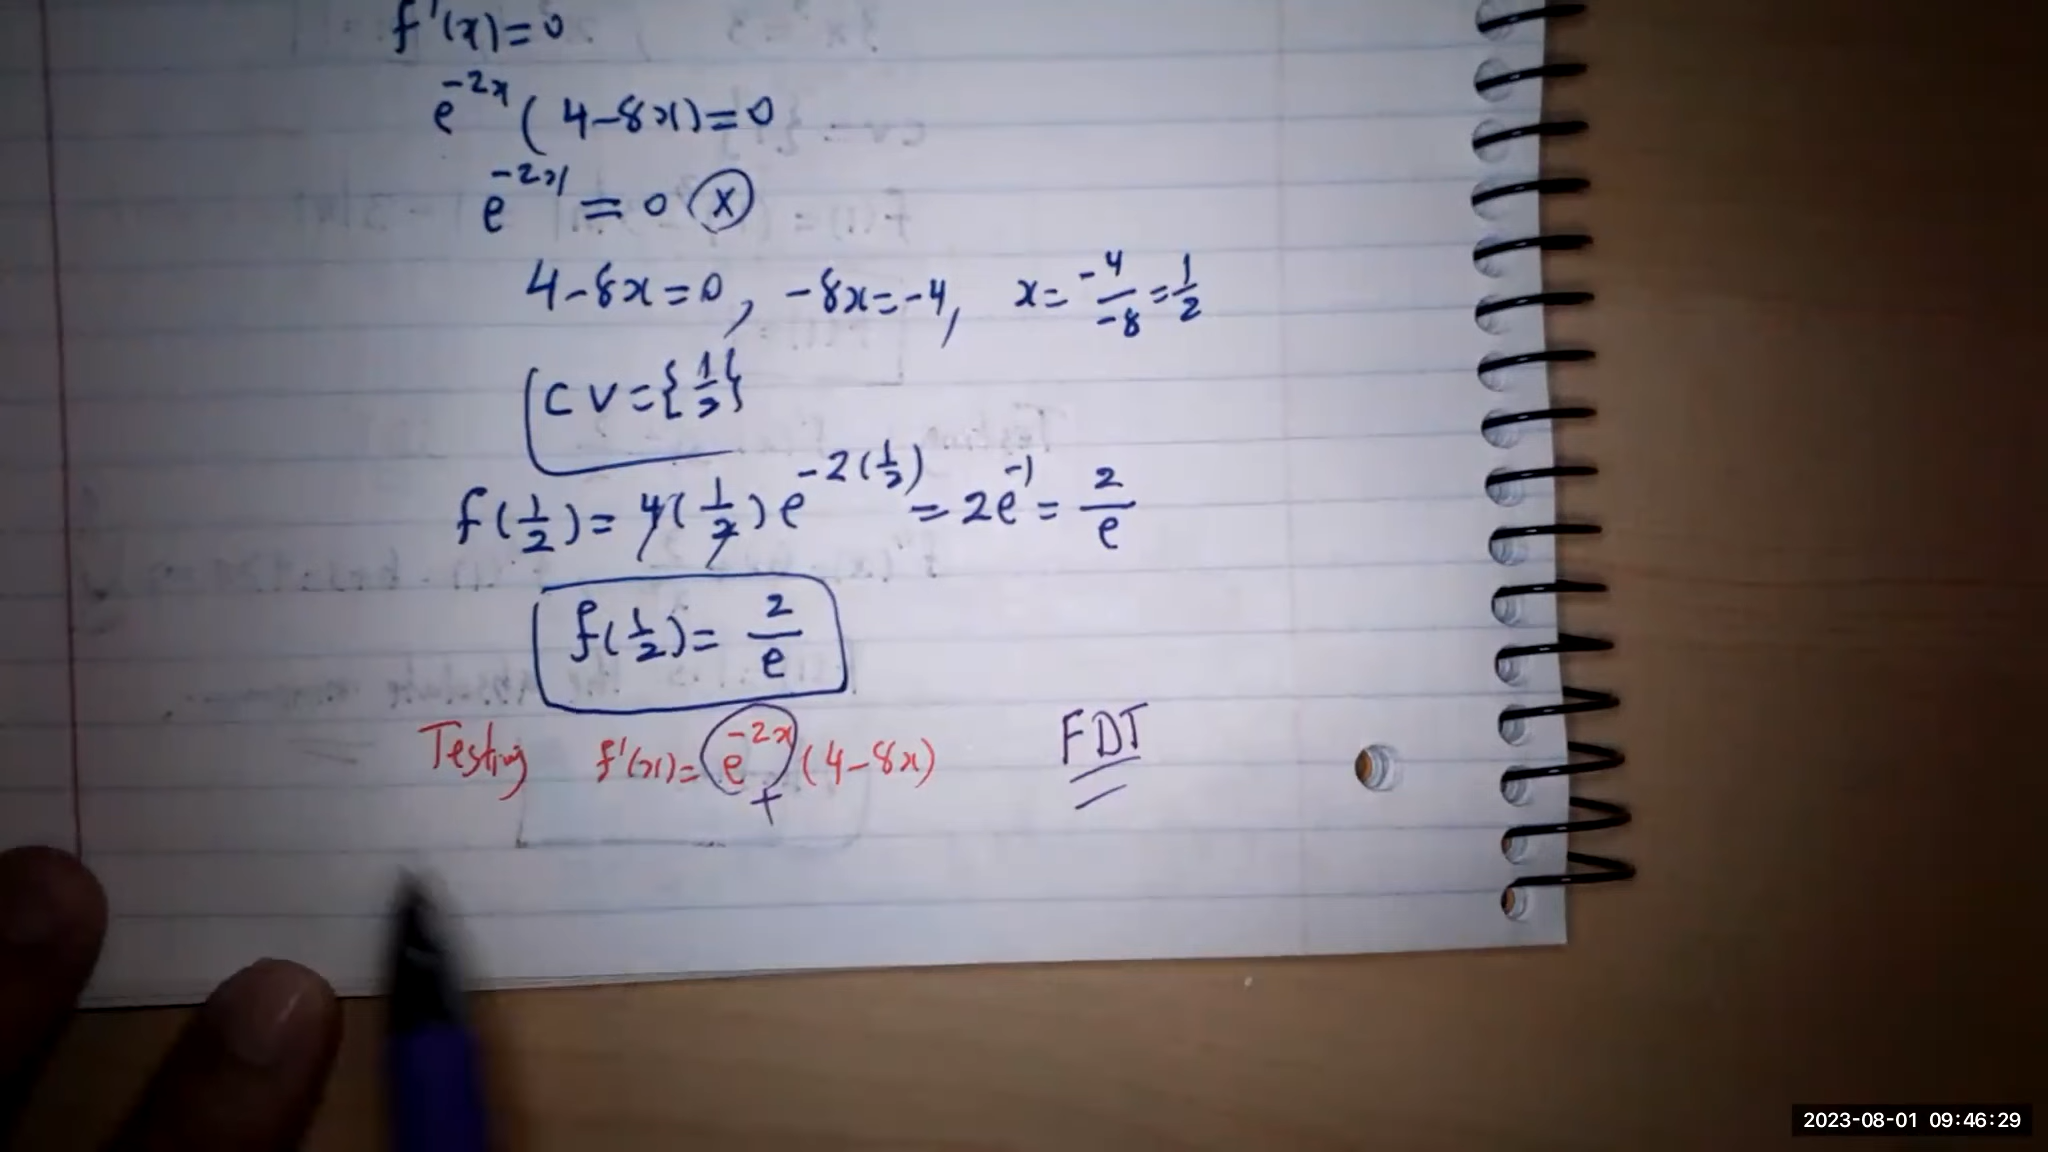 f'(x)=0
e^-2x (4-8x)=0
e^-2x = 0 (x)
4-8x=0, -8x=-4, x= -4/-8 = 1/2
CV={1/2}
f(1/2)= 4(1/2) e^-2(1/2) = 2e^-1 = 2/e
f(1/2)= 2/e
Testing f'(x)= e^-2x (4-8x) FDT
+
2023-08-01 09:46:29